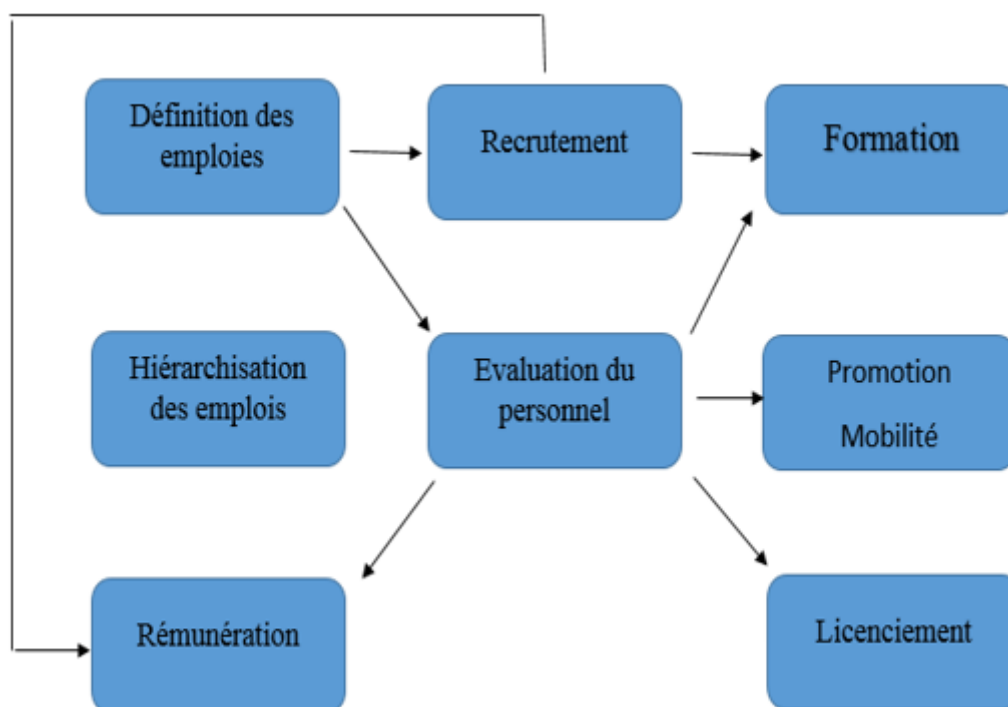 Définition des
emploies
Recrutement
Formation
Hiérarchisation
des emplois
Evaluation du
personnel
Promotion
Mobilité
Rémunération
Licenciement